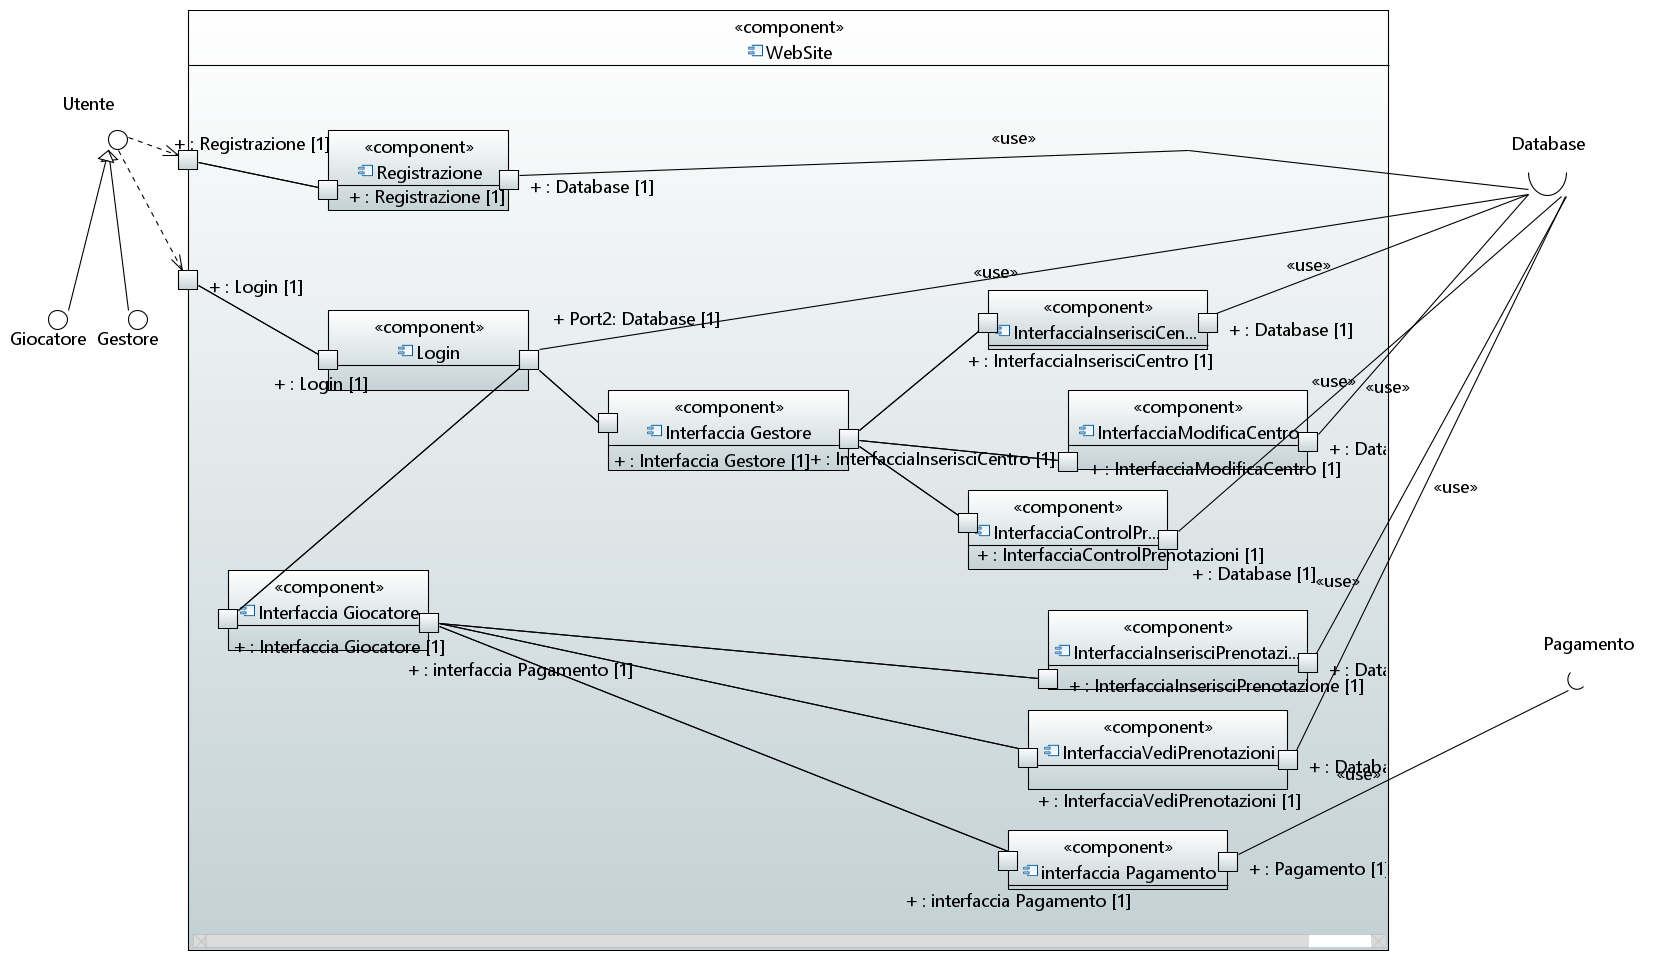 «component»
WebSite
Utente
+ : Registrazione [1]
«component»
Registrazione
+ : Registrazione [1]
+ : Database [1]
«use»
Database
+ : Login [1]
Giocatore
Gestore
«component»
Login
+ : Login [1]
+ Port2: Database [1]
«use»
«use»
«component»
InterfacciaInserisciCen...
+ : Database [1]
+ : InterfacciaInserisciCentro [1]
«use»
«use»
«component»
Interfaccia Gestore
+ : Interfaccia Gestore [1]
+ : InterfacciaInserisciCentro [1]
«component»
InterfacciaModificaCentro
+ : Data
+ : InterfacciaModificaCentro [1]
«use»
«component»
InterfacciaControlPr...
+ : InterfacciaControlPrenotazioni [1]
+ : Database [1]
«use»
«component»
Interfaccia Giocatore
+ : Interfaccia Giocatore [1]
+ : interfaccia Pagamento [1]
«component»
InterfacciaInserisciPrenotazi...
+ : Data
+ : InterfacciaInserisciPrenotazione [1]
Pagamento
«component»
InterfacciaVediPrenotazioni
+ : Databa
«use»
+ : InterfacciaVediPrenotazioni [1]
«component»
interfaccia Pagamento
+ : Pagamento [1]
+ : interfaccia Pagamento [1]